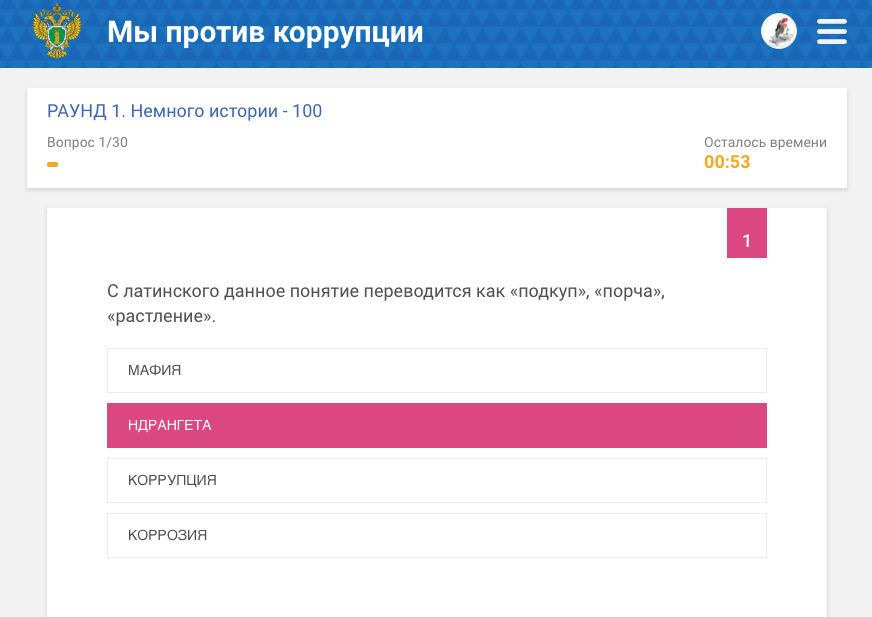 Мы против коррупции
РАУНД 1. Немного истории - 100
Вопрос 1/30
Осталось времени
00:53
1
С латинского данное понятие переводится как «подкуп», «порча»,
«растление».
МАФИЯ
НДРАНГЕТА
КОРРУПЦИЯ
КОРРОЗИЯ